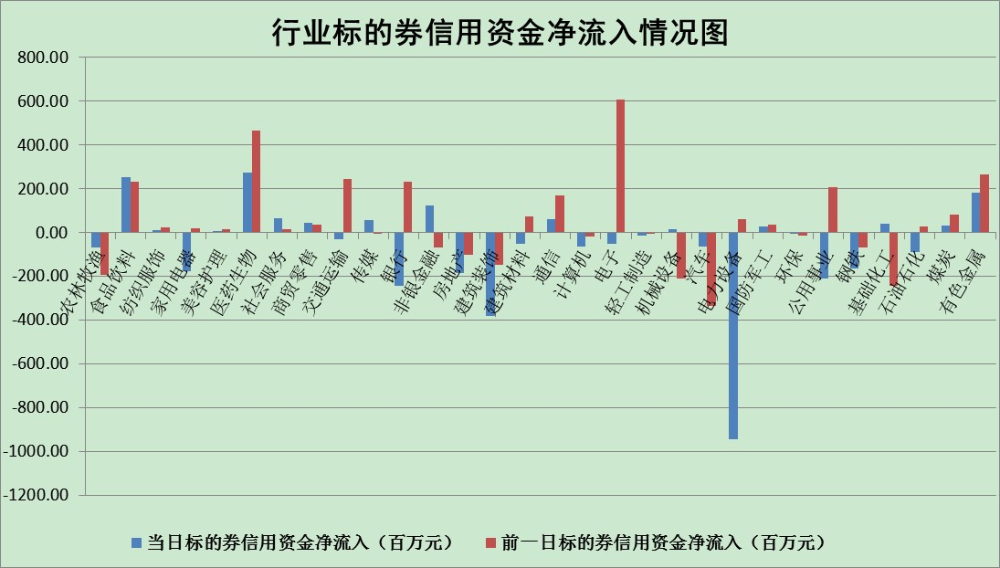 行业标的券信用资金净流入情况图
800.00
600.00
400.00
200.00
0.00
-200.00
-400.00
-600.00
-800.00
-1000.00
-1200.00
农林牧渔
食品饮料
纺织服饰
家用电器
美容护理
医药生物
社会服务
商贸零售
交通运输
传媒
银行
非银金融
房地产
建筑装饰
建筑材料
通信
计算机
电子
轻工制造
机械设备
汽车
电力设备
国防军工
环保
公用事业
钢铁
基础化工
石油石化
煤炭
有色金属
当日标的券信用资金净流入（百万元）
前一日标的券信用资金净流入（百万元）